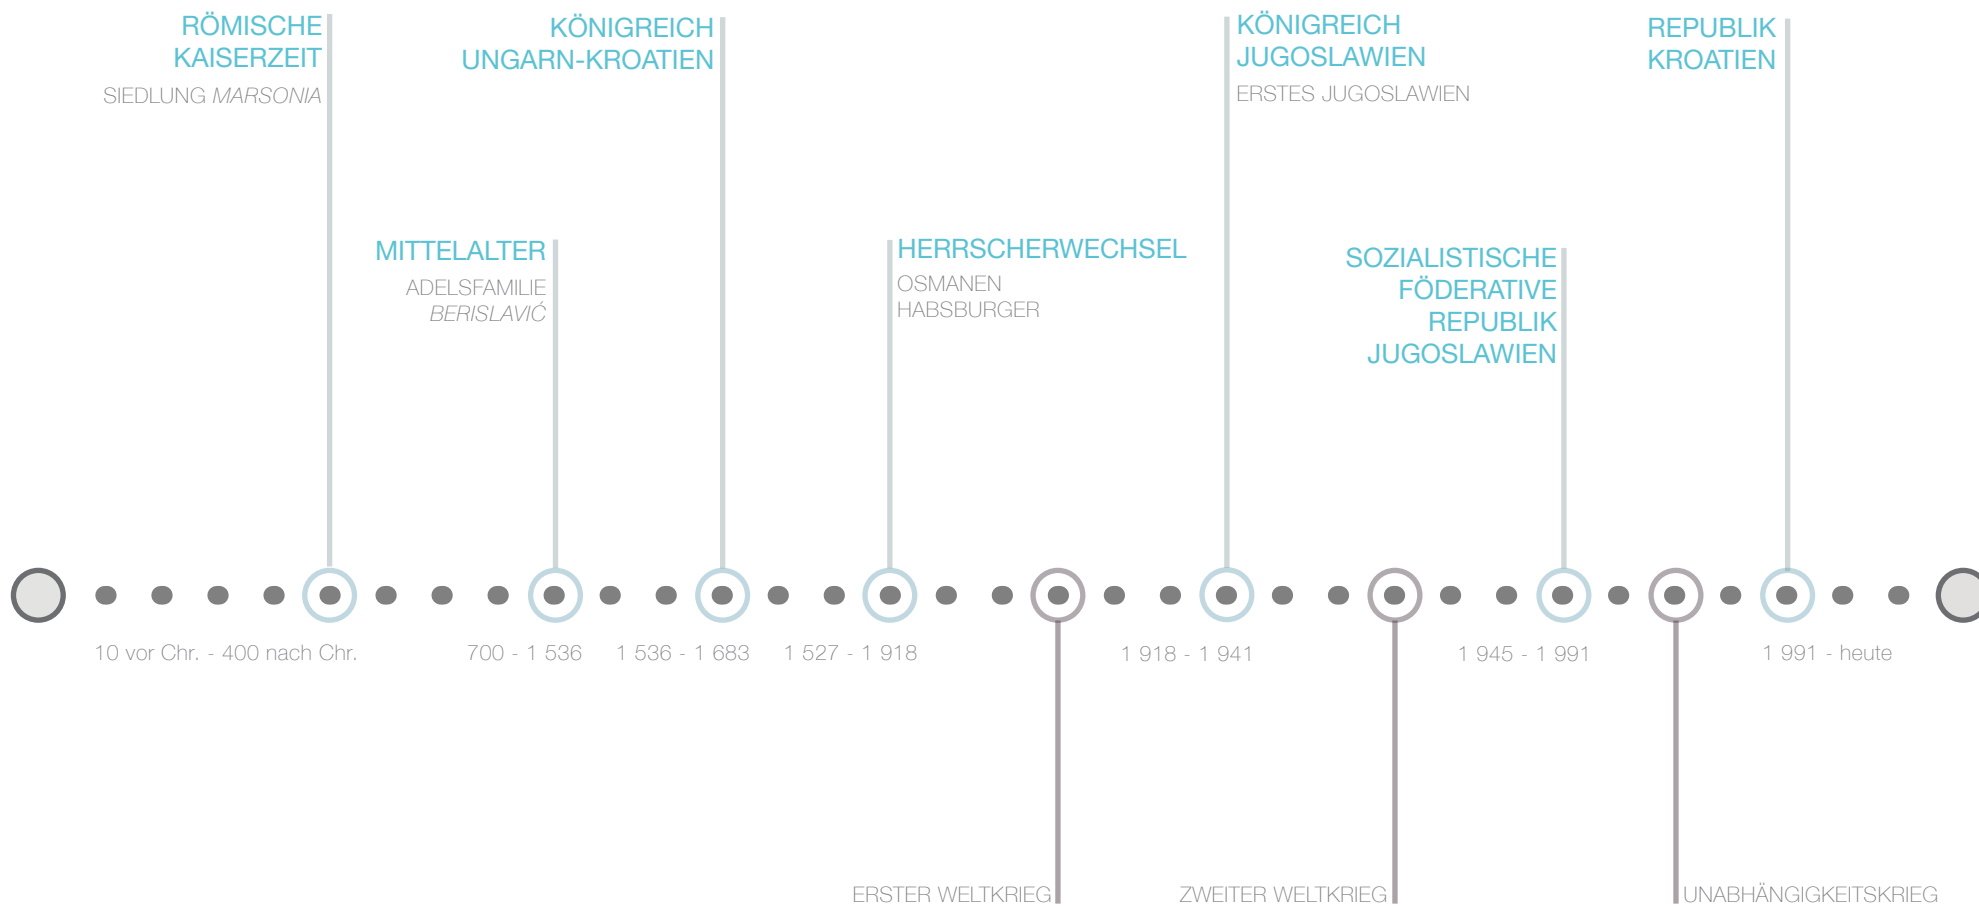 RÖMISCHE
KAISERZEIT
SIEDLUNG MARSONIA
KÖNIGREICH
UNGARN-KROATIEN
KÖNIGREICH
JUGOSLAWIEN
ERSTES JUGOSLAWIEN
REPUBLIK
KROATIEN
MITTELALTER
ADELSFAMILIE
BERISLAVIĆ
HERRSCHERWECHSEL
OSMANEN
HABSBURGER
SOZIALISTISCHE
FÖDERATIVE
REPUBLIK
JUGOSLAWIEN
10 vor Chr. - 400 nach Chr.
700 - 1 536
1 536 - 1 683
1 527 - 1 918
1 918 - 1 941
1 945 - 1 991
1 991 - heute
ERSTER WELTKRIEG
ZWEITER WELTKRIEG
UNABHÄNGIGKEITSKRIEG